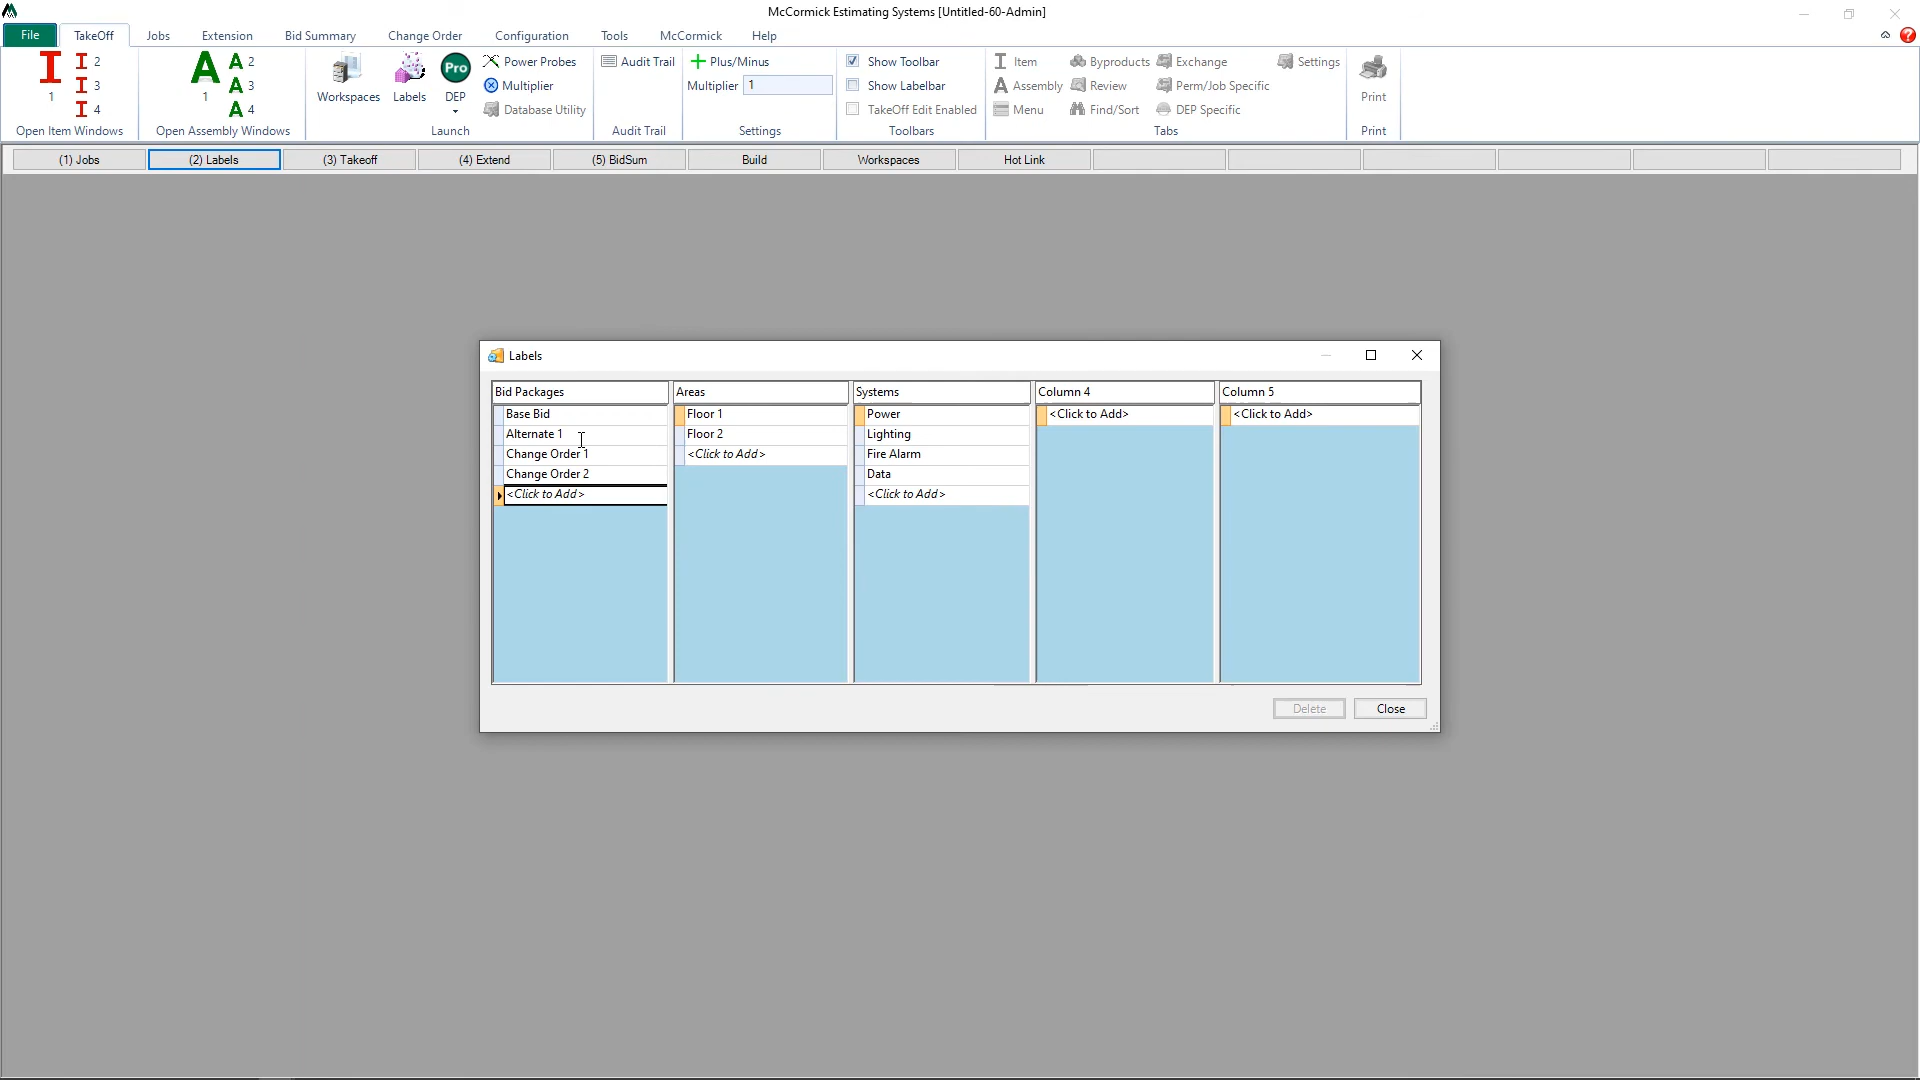 McCormick Estimating Systems [Untitled-60-Admin]
File TakeOff Jobs Extension Bid Summary Change Order Configuration Tools McCormick Help ?
I 1 I 2 A 1 A 2 Workspaces Labels Pro DEP Power Probes Audit Trail Plus/Minus Show Toolbar Item Byproducts Exchange Settings Print
I 3 A 3 Multiplier Multiplier 1 Show Labelbar Assembly Review Perm/Job Specific
I 4 A 4 Database Utility TakeOff Edit Enabled Menu Find/Sort DEP Specific
Open Item Windows Open Assembly Windows Launch Audit Trail Settings Toolbars Tabs Print
(1) Jobs (2) Labels (3) Takeoff (4) Extend (5) BidSum Build Workspaces Hot Link
Labels
Bid Packages Areas Systems Column 4 Column 5
Base Bid Floor 1 Power <Click to Add> <Click to Add>
Alternate 1 Floor 2 Lighting
Change Order 1 <Click to Add> Fire Alarm
Change Order 2 Data
<Click to Add> <Click to Add>
Delete Close